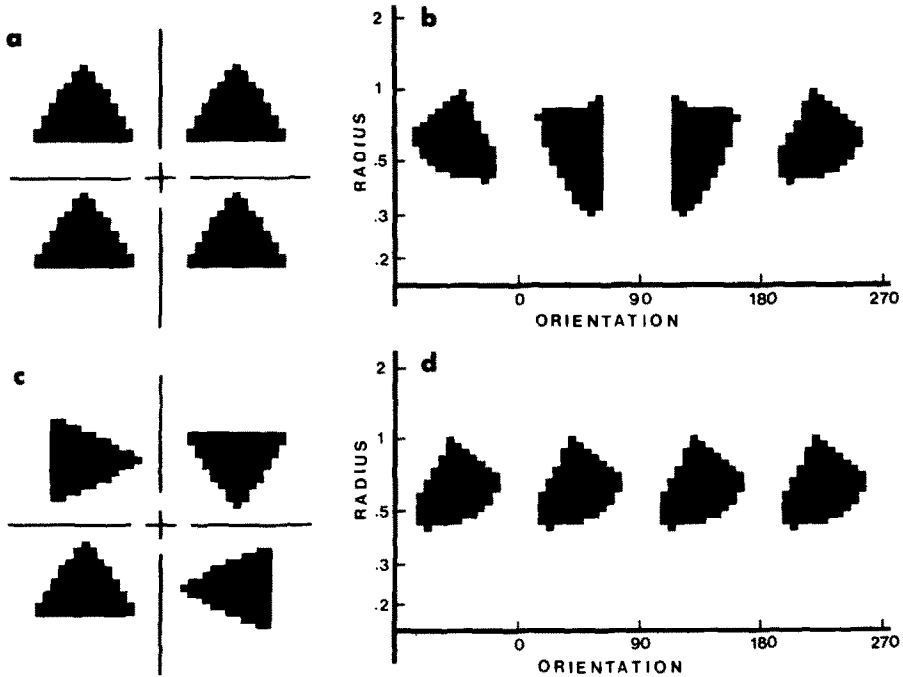 a
b
2
1
.5
.3
.2
RADIUS
0 90 180 270
ORIENTATION
c
d
2
1
.5
.3
.2
RADIUS
0 90 180 270
ORIENTATION